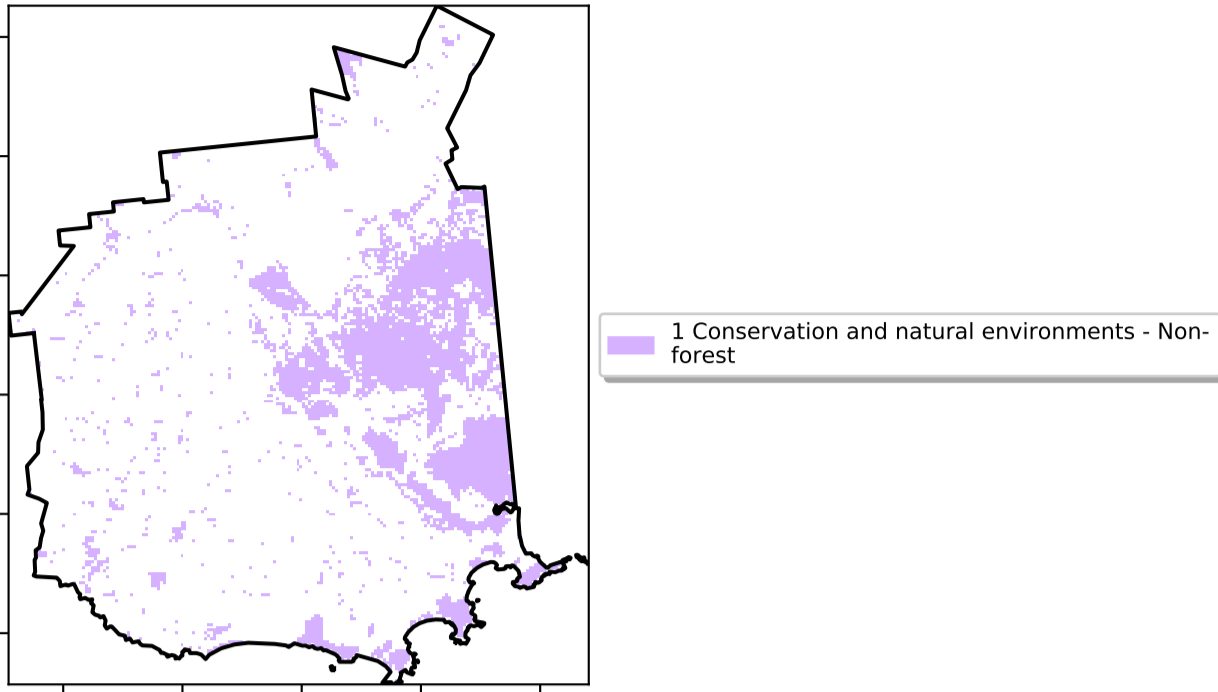 1 Conservation and natural environments - Non-
forest